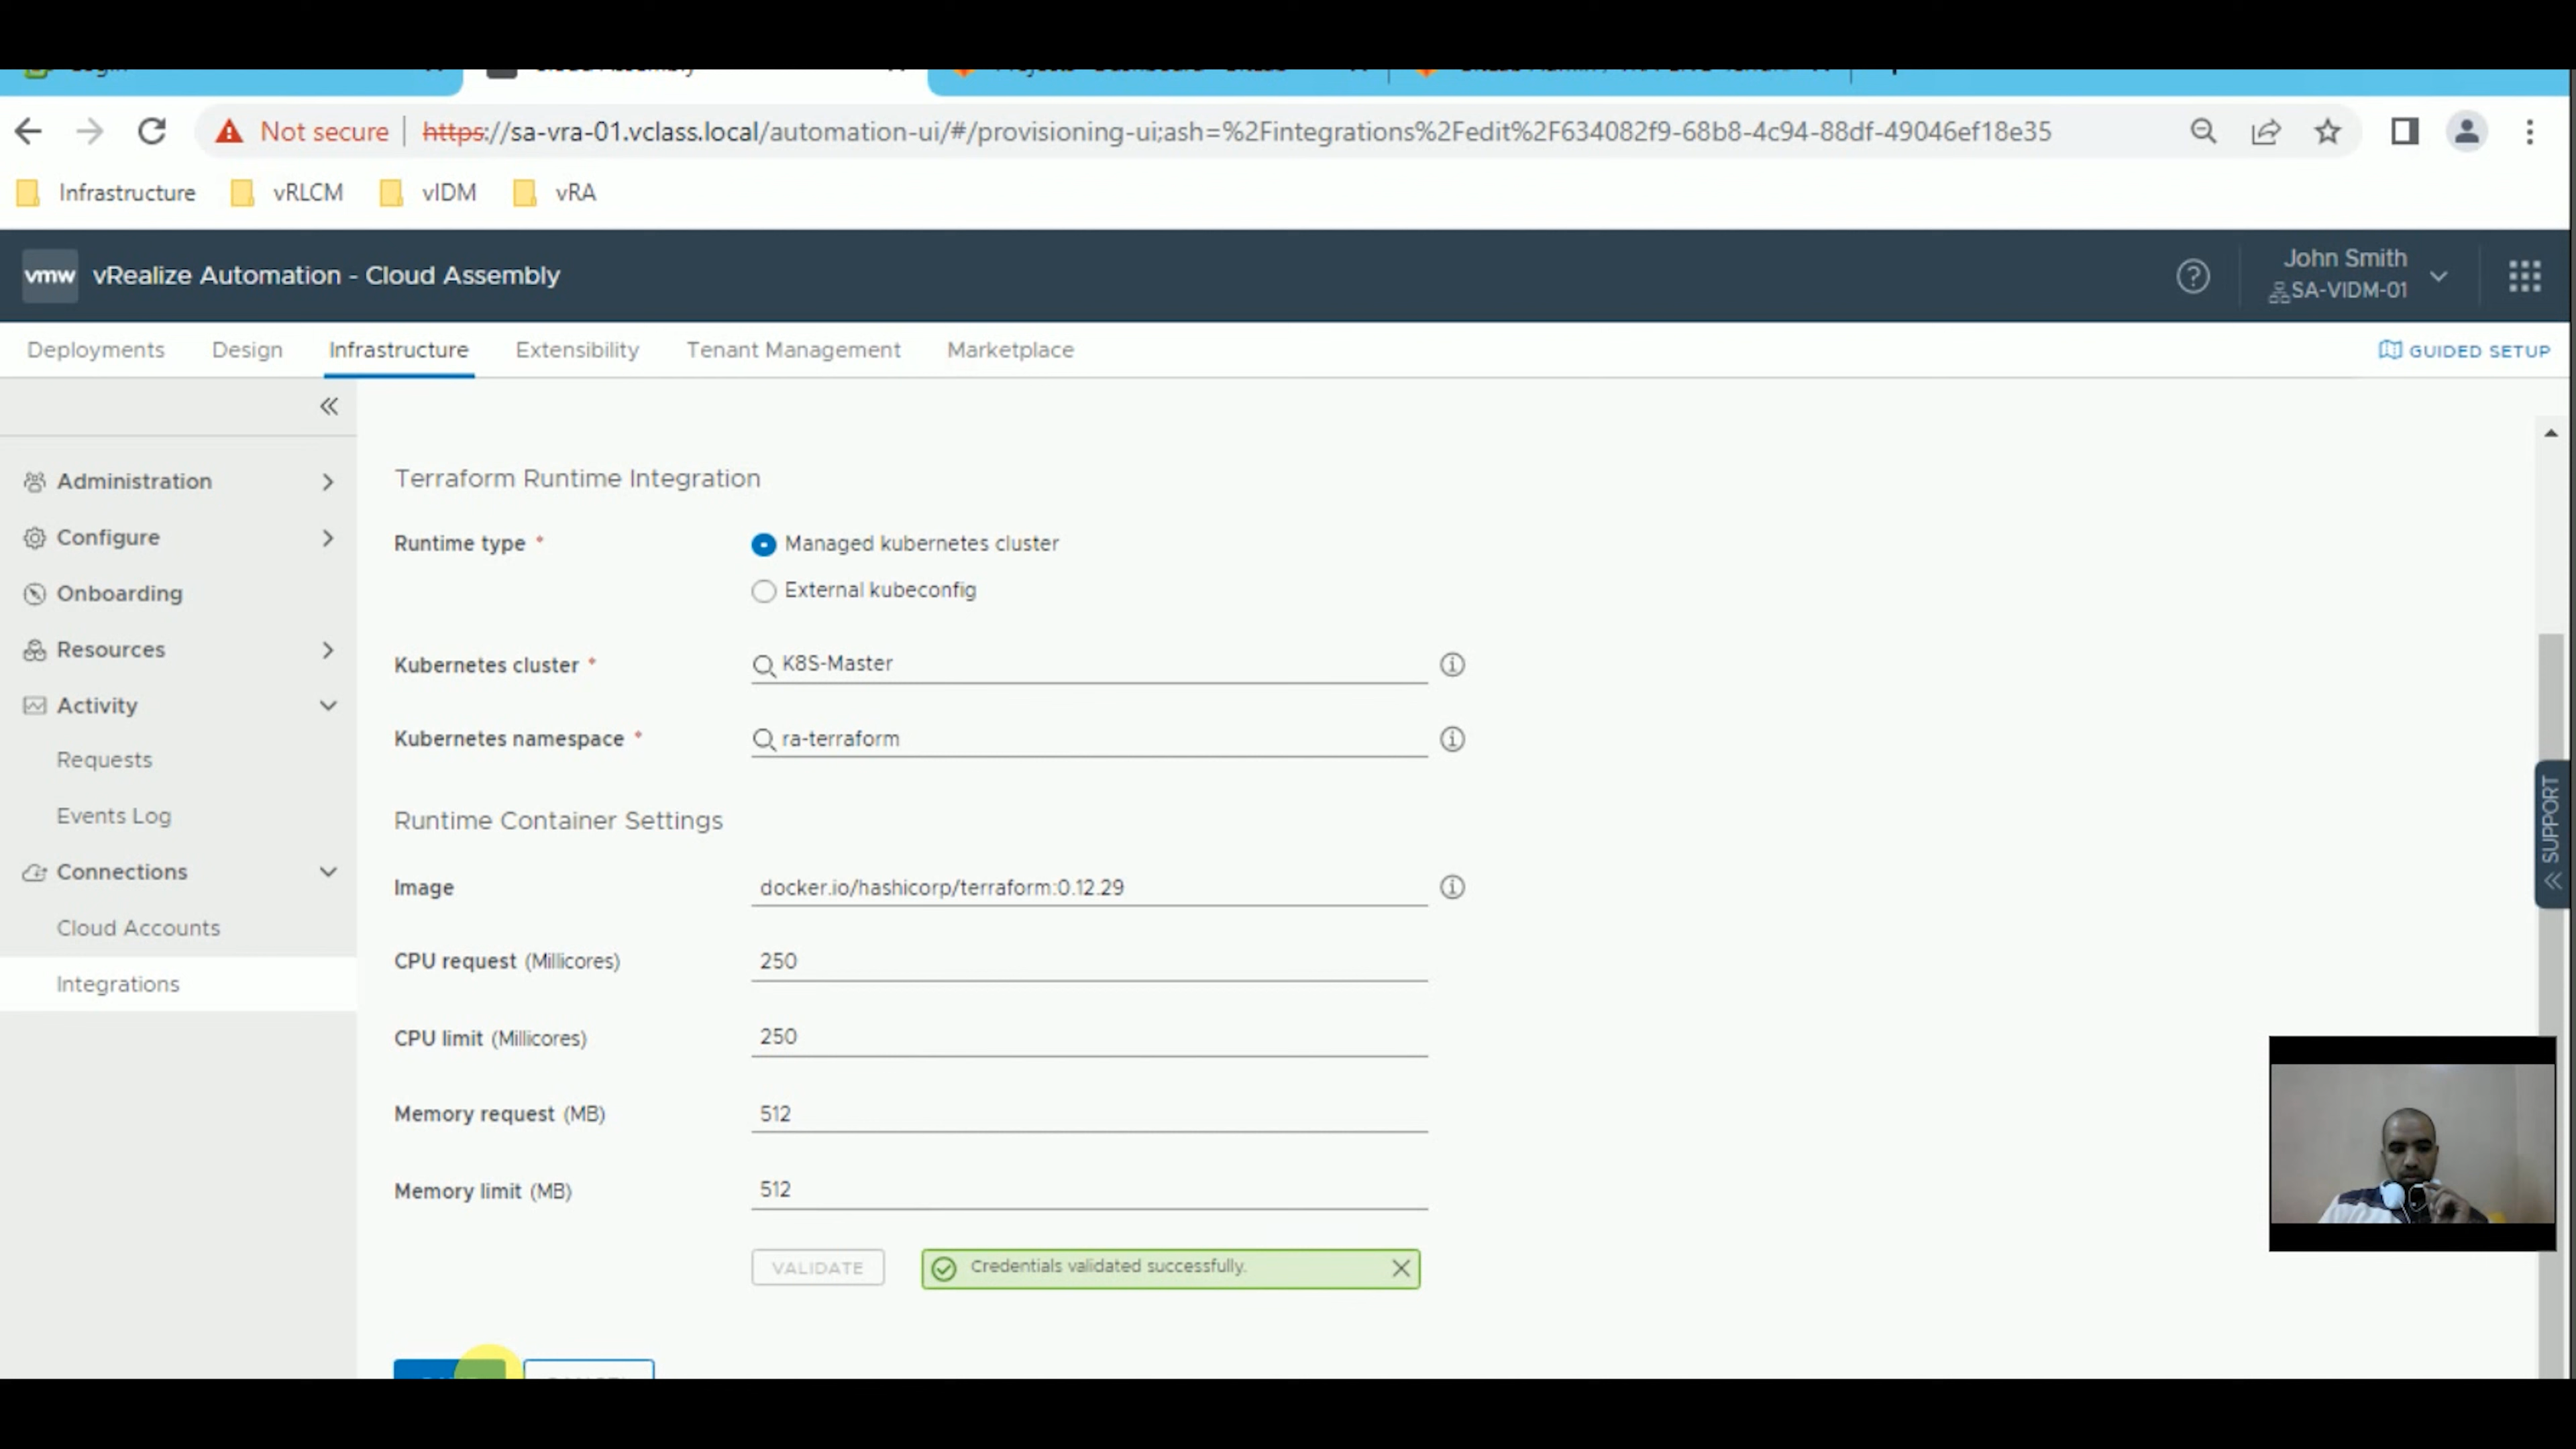 Not secure https://sa-vra-01.vclass.local/automation-ui/#/provisioning-ui;ash=%2Fintegrations%2Fedit%2F634082f9-68b8-4c94-88df-49046ef18e35
Infrastructure vRLCM vIDM vRA
vmw vRealize Automation - Cloud Assembly
John Smith
SA-VIDM-01
Deployments Design Infrastructure Extensibility Tenant Management Marketplace GUIDED SETUP
Administration
Configure
Onboarding
Resources
Activity
Requests
Events Log
Connections
Cloud Accounts
Integrations
Terraform Runtime Integration
Runtime type * Managed kubernetes cluster
External kubeconfig
Kubernetes cluster * K8S-Master
Kubernetes namespace * ra-terraform
Runtime Container Settings
Image docker.io/hashicorp/terraform:0.12.29
CPU request (Millicores) 250
CPU limit (Millicores) 250
Memory request (MB) 512
Memory limit (MB) 512
VALIDATE Credentials validated successfully.
SUPPORT